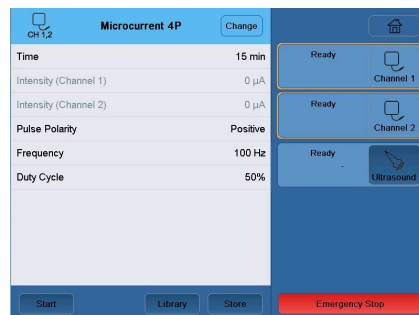 CH 1,2
Microcurrent 4P
Change
Time 15 min
Intensity (Channel 1) 0 µA
Intensity (Channel 2) 0 µA
Pulse Polarity Positive
Frequency 100 Hz
Duty Cycle 50%
Ready
Channel 1
Ready
Channel 2
Ready
-
Ultrasound
Start
Library
Store
Emergency Stop